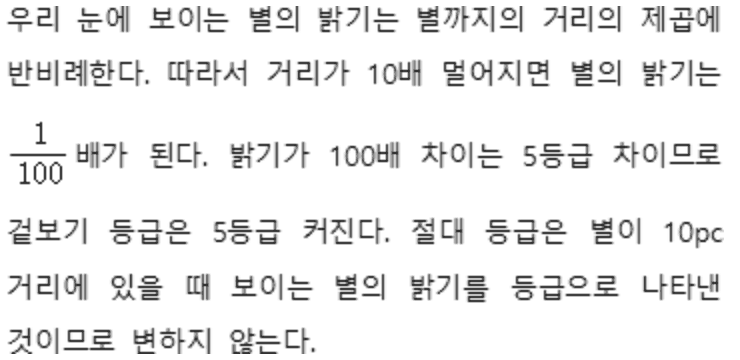 우리 눈에 보이는 별의 밝기는 별까지의 거리의 제곱에
반비례한다. 따라서 거리가 10배 멀어지면 별의 밝기는
1/100 배가 된다. 밝기가 100배 차이는 5등급 차이므로
겉보기 등급은 5등급 커진다. 절대 등급은 별이 10pc
거리에 있을 때 보이는 별의 밝기를 등급으로 나타낸
것이므로 변하지 않는다.